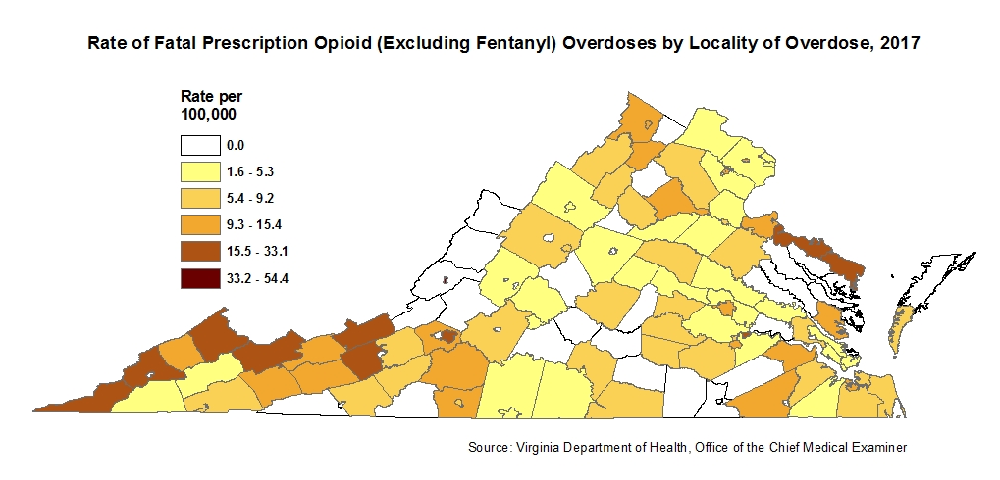 Rate of Fatal Prescription Opioid (Excluding Fentanyl) Overdoses by Locality of Overdose, 2017
Rate per
100,000
0.0
1.6 - 5.3
5.4 - 9.2
9.3 - 15.4
15.5 - 33.1
33.2 - 54.4
Source: Virginia Department of Health, Office of the Chief Medical Examiner